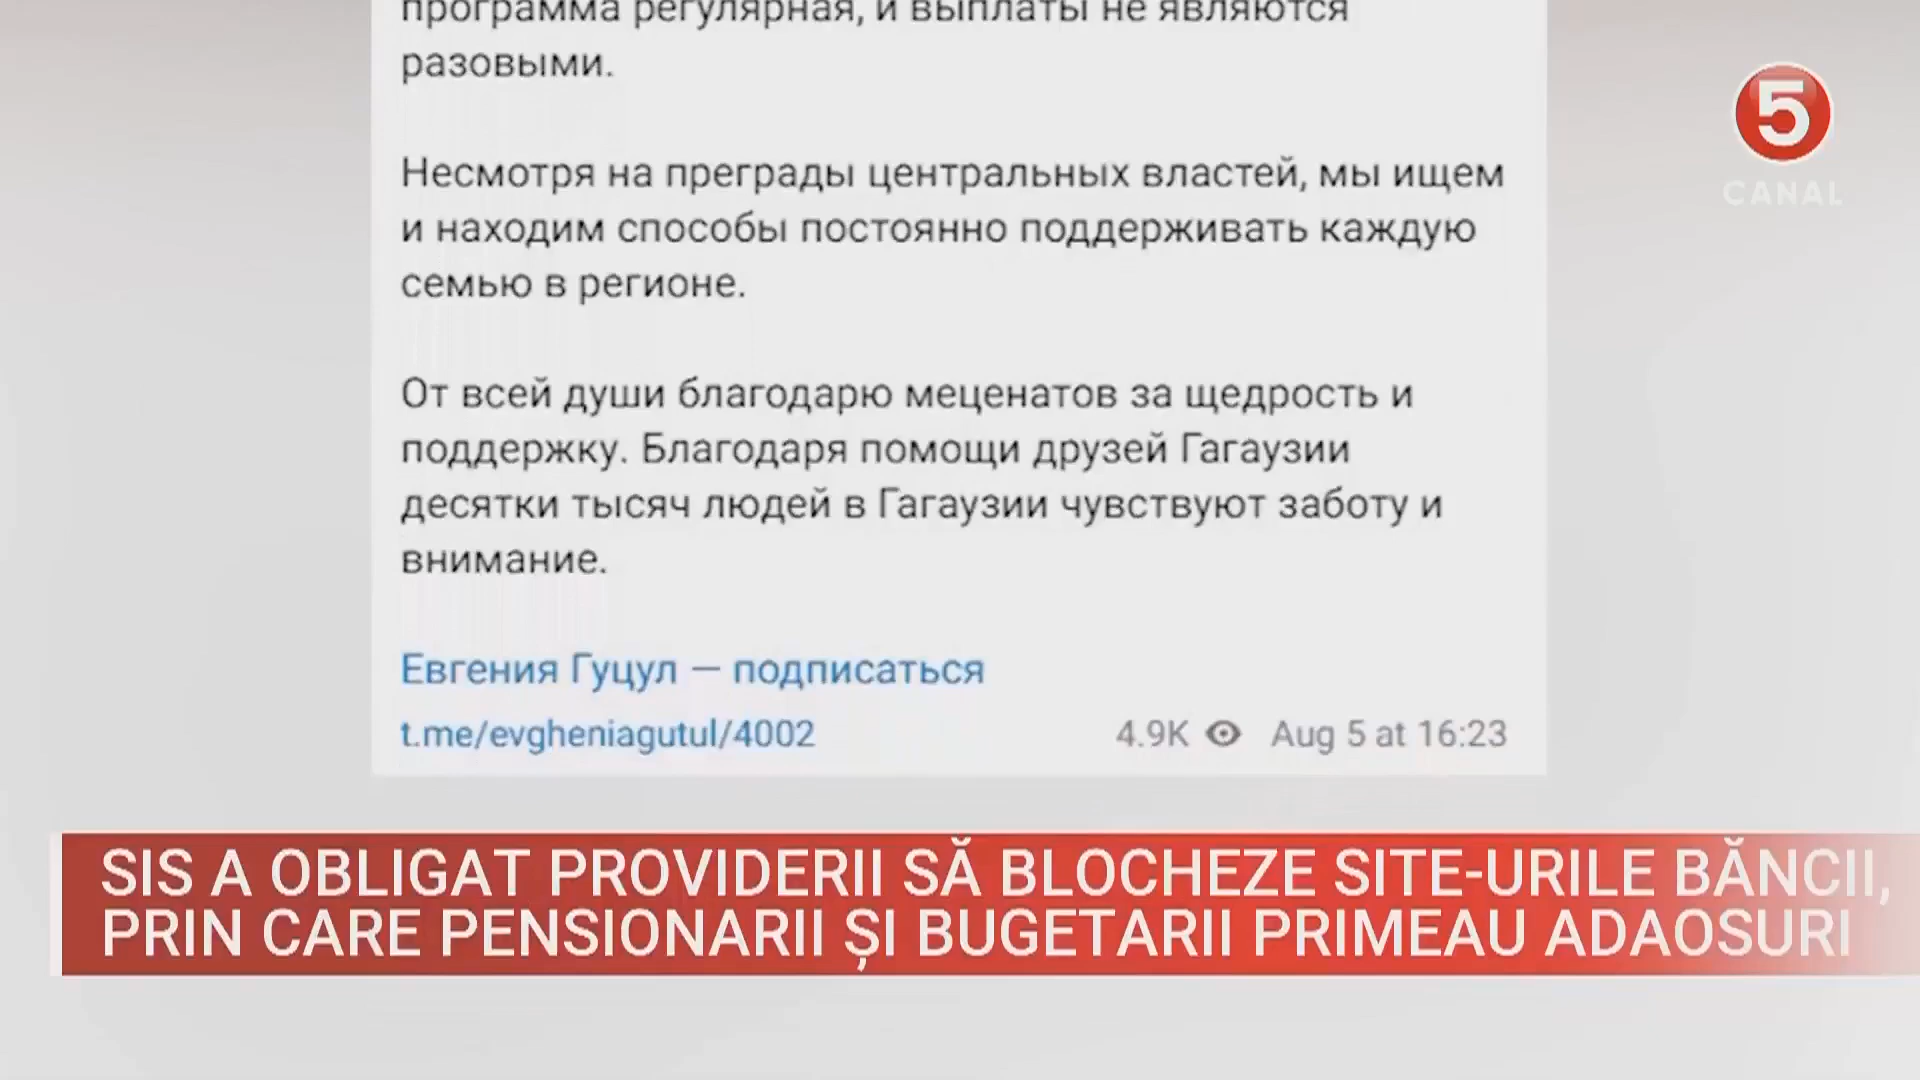 программа регулярная, и выплаты не являются
разовыми.
Несмотря на преграды центральных властей, мы ищем
и находим способы постоянно поддерживать каждую
семью в регионе.
От всей души благодарю меценатов за щедрость и
поддержку. Благодаря помощи друзей Гагаузии
десятки тысяч людей в Гагаузии чувствуют заботу и
внимание.
Евгения Гуцул — подписаться
t.me/evgheniagutul/4002
4.9K Aug 5 at 16:23
5
CANAL
SIS A OBLIGAT PROVIDERII SĂ BLOCHEZE SITE-URILE BĂNCII,
PRIN CARE PENSIONARII ȘI BUGETARII PRIMEAU ADAOSURI